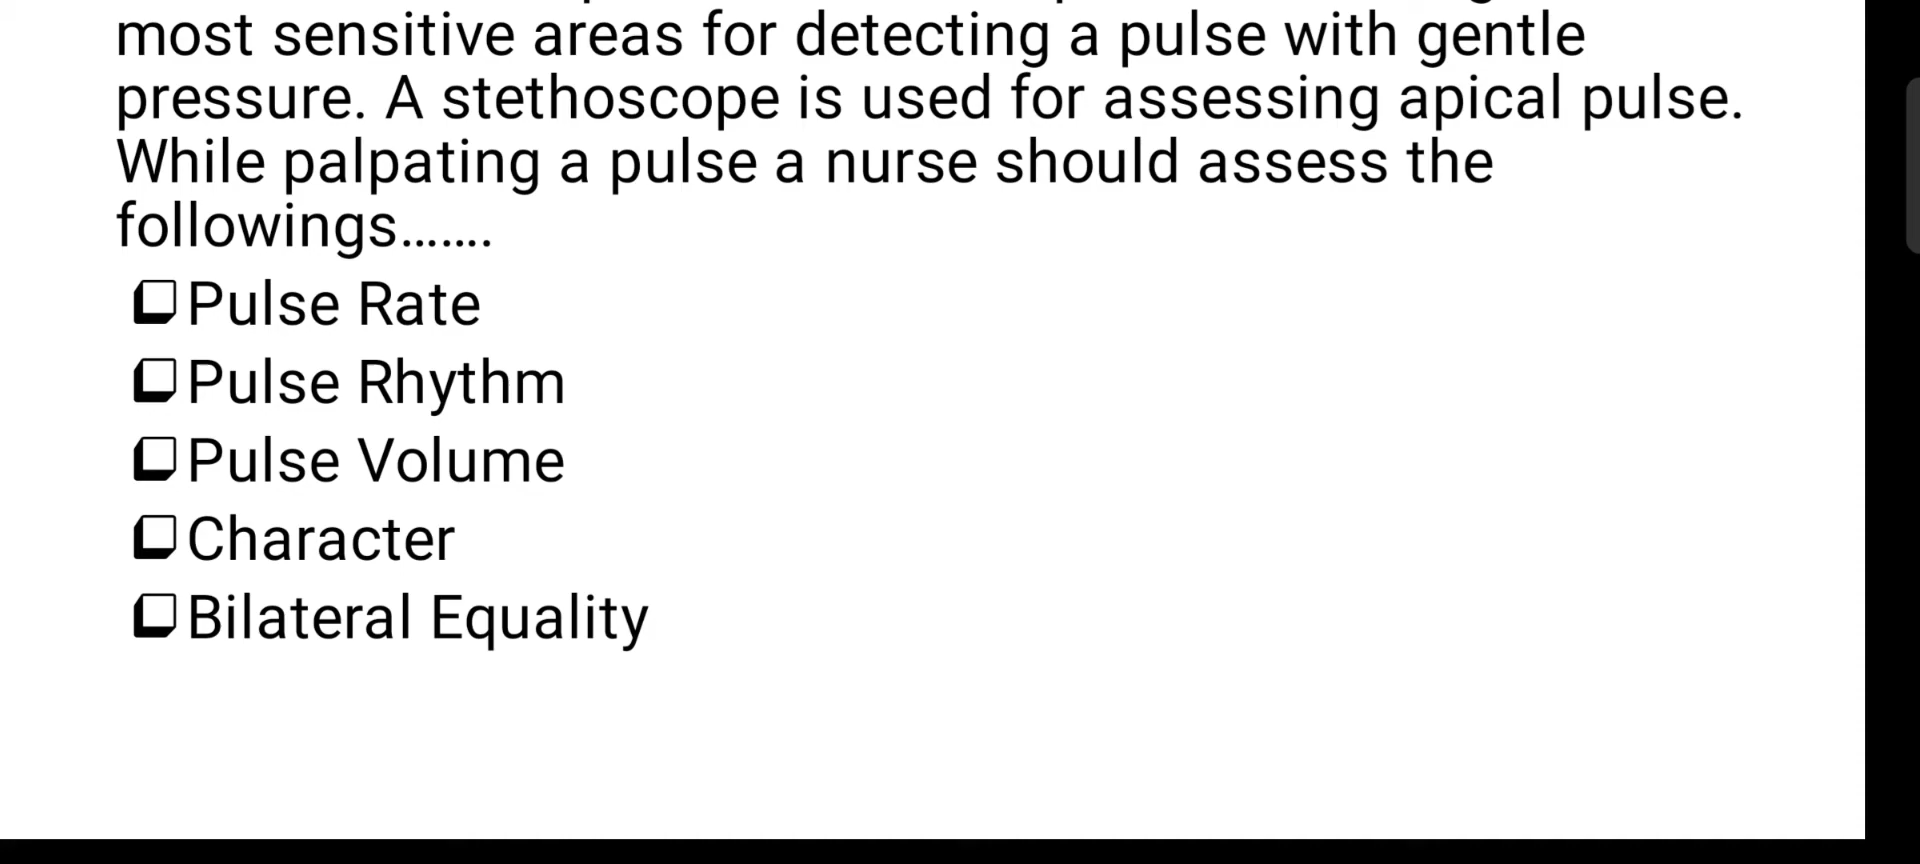 most sensitive areas for detecting a pulse with gentle
pressure. A stethoscope is used for assessing apical pulse.
While palpating a pulse a nurse should assess the
followings.......
❑Pulse Rate
❑Pulse Rhythm
❑Pulse Volume
❑Character
❑Bilateral Equality